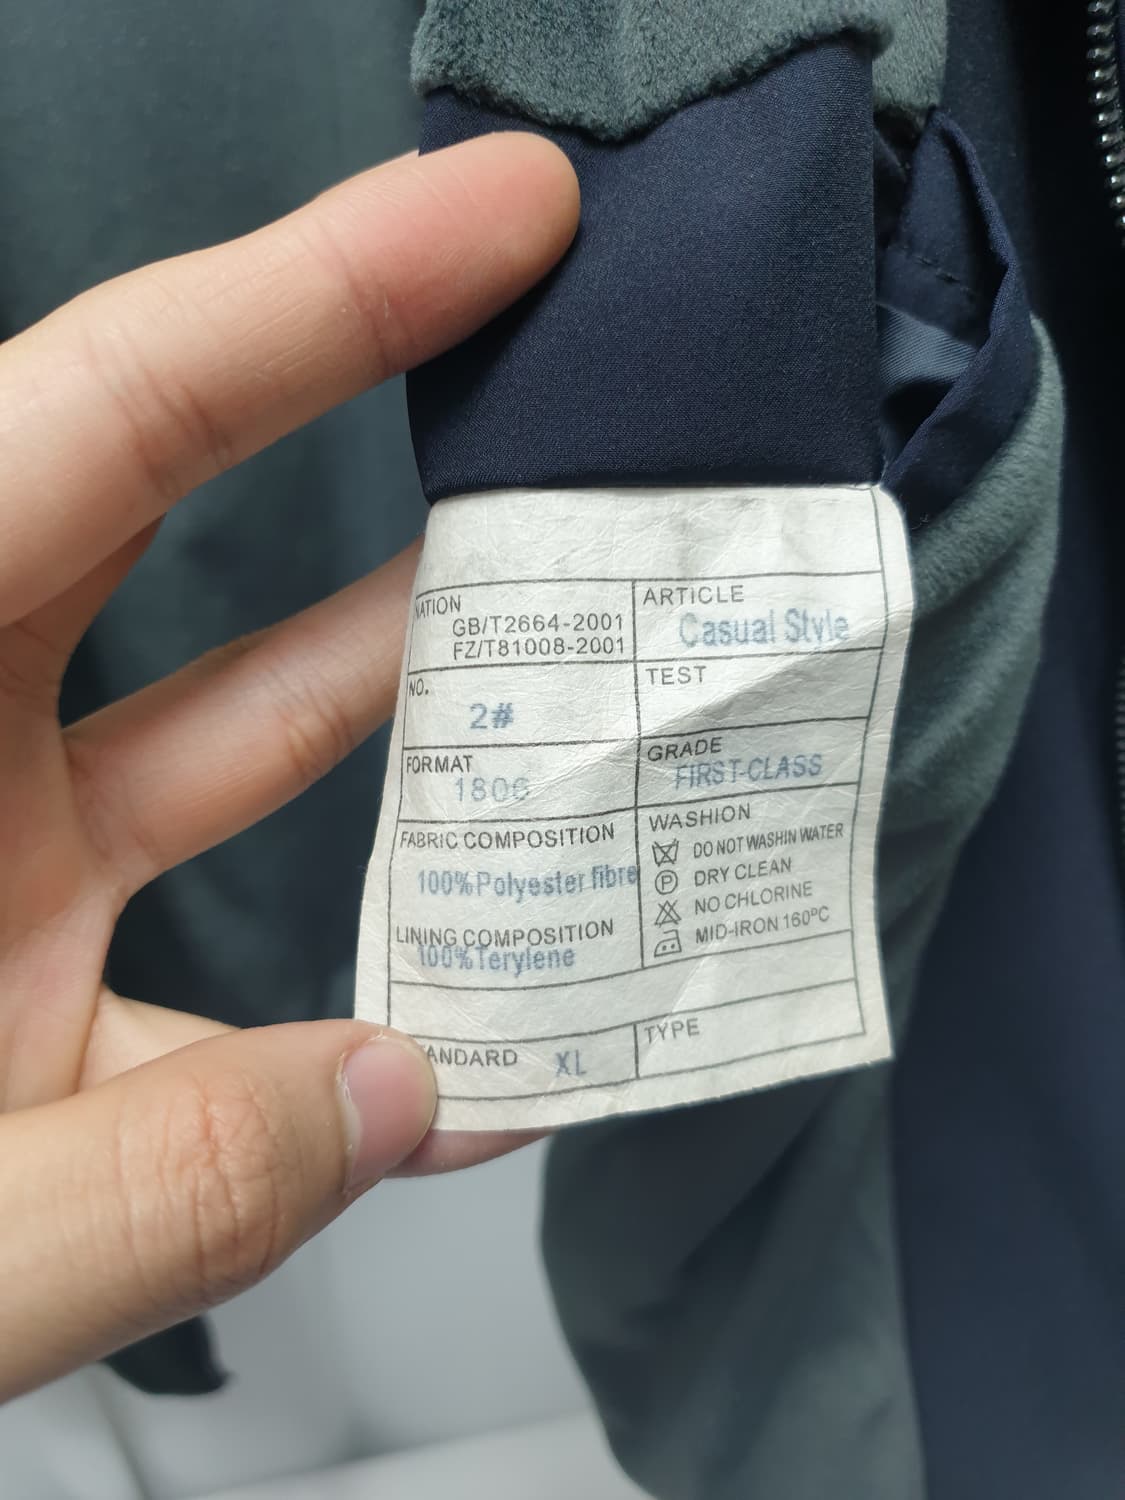 NATION
GB/T2664-2001
FZ/T81008-2001
ARTICLE
Casual Style
NO.
2#
TEST
FORMAT
1806
GRADE
FIRST-CLASS
FABRIC COMPOSITION
100%Polyester fibre
LINING COMPOSITION
100%Terylene
WASHION
DO NOT WASHIN WATER
P DRY CLEAN
NO CHLORINE
MID-IRON 160ºC
ANDARD XL
TYPE